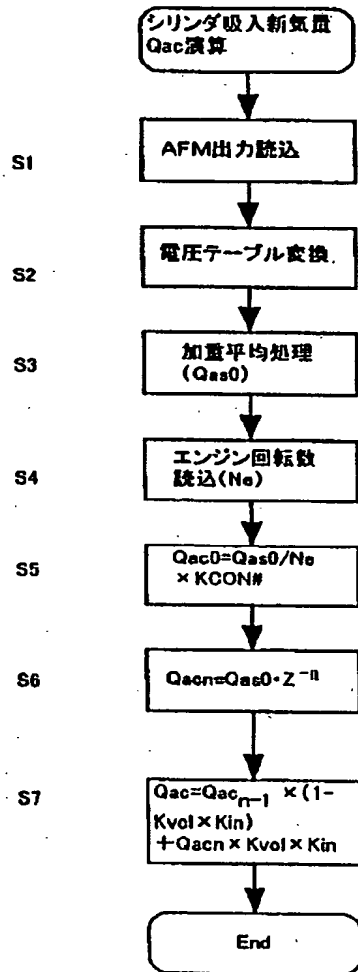 シリンダ吸入新気量
Qac演算
S1
AFM出力読込
S2
電圧テーブル変換
S3
加重平均処理
(Qas0)
S4
エンジン回転数
読込(Ne)
S5
Qac0=Qas0/Ne
× KCON#
S6
Qacn=Qas0・Z⁻ⁿ
S7
Qac=Qacₙ₋₁ ×(1-
Kvol×Kin)
+Qacn×Kvol×Kin
End